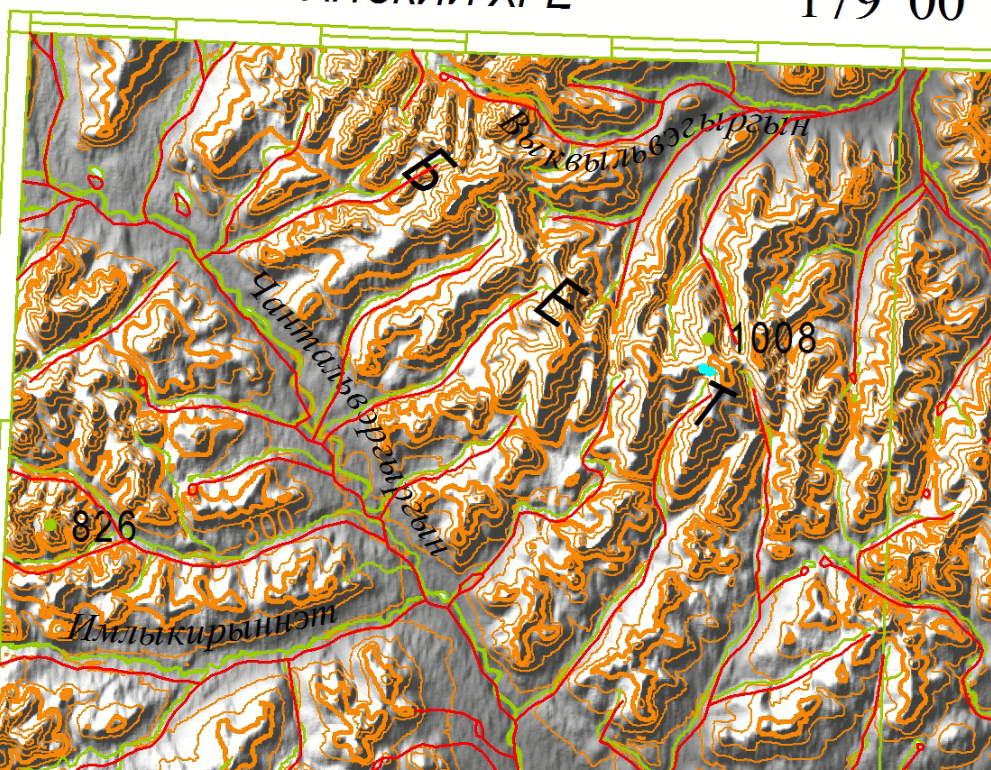 179 00
Выквыльвэгыргын
Б
Е
Т
Чантальвэргыргын
1008
826
300
Имлыкирыннэт